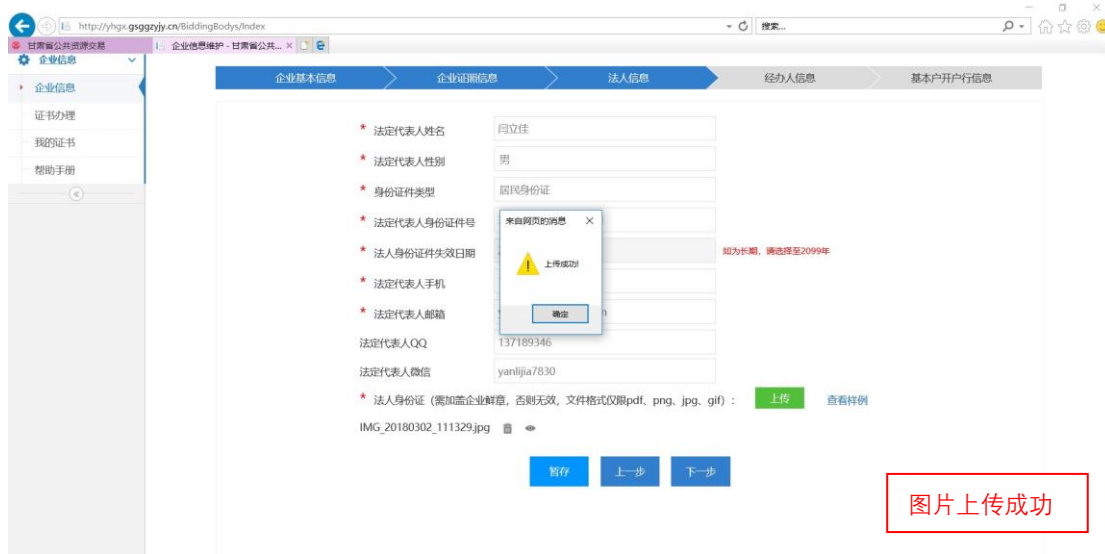 http://yhgx.gsggzyjy.cn/BiddingBodys/Index
搜索...
甘肃省公共资源交易
企业信息维护 - 甘肃省公共...
企业信息
企业信息
证书办理
我的证书
帮助手册
企业基本信息
企业证照信息
法人信息
经办人信息
基本户开户行信息
* 法定代表人姓名
闫立佳
* 法定代表人性别
男
* 身份证件类型
居民身份证
* 法定代表人身份证件号
* 法人身份证件失效日期
如为长期，请选择至2099年
* 法定代表人手机
* 法定代表人邮箱
来自网页的消息
上传成功!
确定
法定代表人QQ
137189346
法定代表人微信
yanlijia7830
* 法人身份证（需加盖企业鲜章，否则无效，文件格式仅限pdf、png、jpg、gif）:
上传
查看样例
IMG_20180302_111329.jpg
暂存
上一步
下一步
图片上传成功